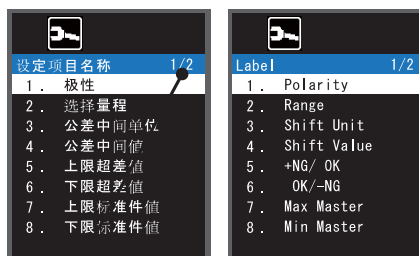 设定项目名称 1/2
1. 极性
2. 选择量程
3. 公差中间单位
4. 公差中间值
5. 上限超差值
6. 下限超差值
7. 上限标准件值
8. 下限标准件值
Label 1/2
1. Polarity
2. Range
3. Shift Unit
4. Shift Value
5. +NG/ OK
6. OK/-NG
7. Max Master
8. Min Master